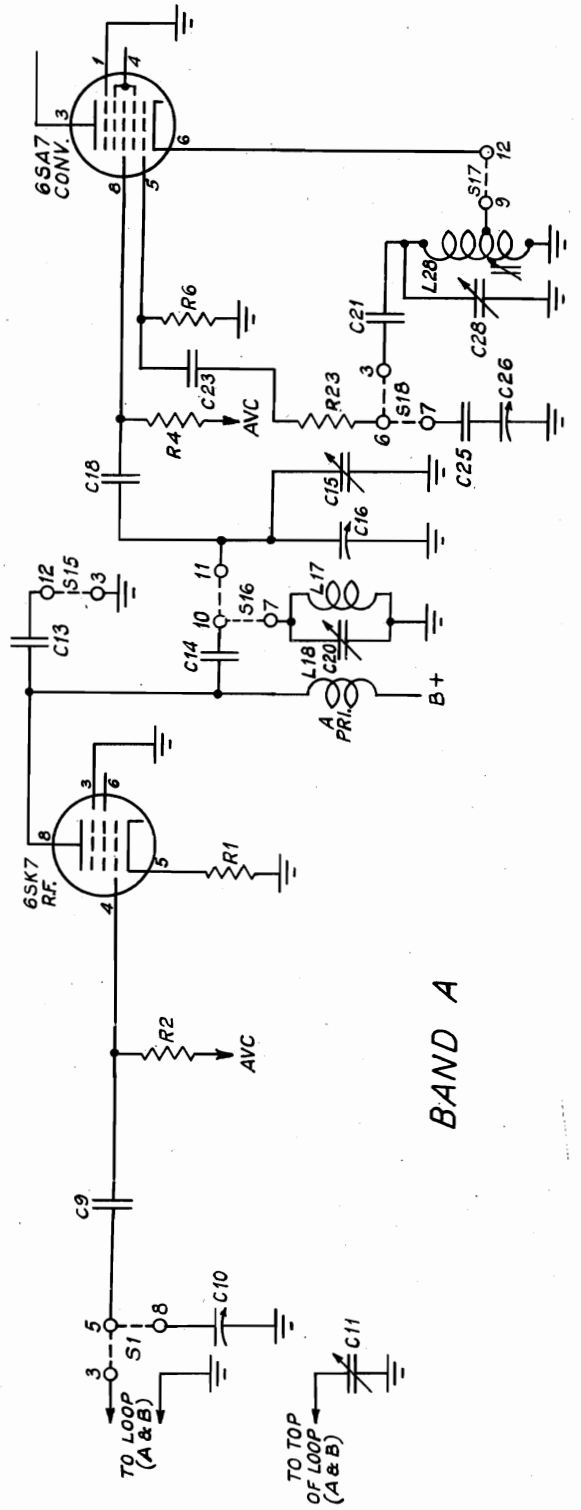 TO LOOP
(A & B)
3
5
S1
8
C10
TO TOP
OF LOOP
(A & B)
C11
C9
R2
AVC
BAND A
6SK7
R.F.
4
8
3
6
5
R1
C13
12
S15
3
C14
10
11
S16
7
A
PRI.
L18
B+
C20
L17
C16
C15
C18
R4
AVC
C23
R6
R23
6
3
S18
7
C25
C26
C21
C28
L28
9
S17
12
6SA7
CONV.
8
5
3
1
4
6